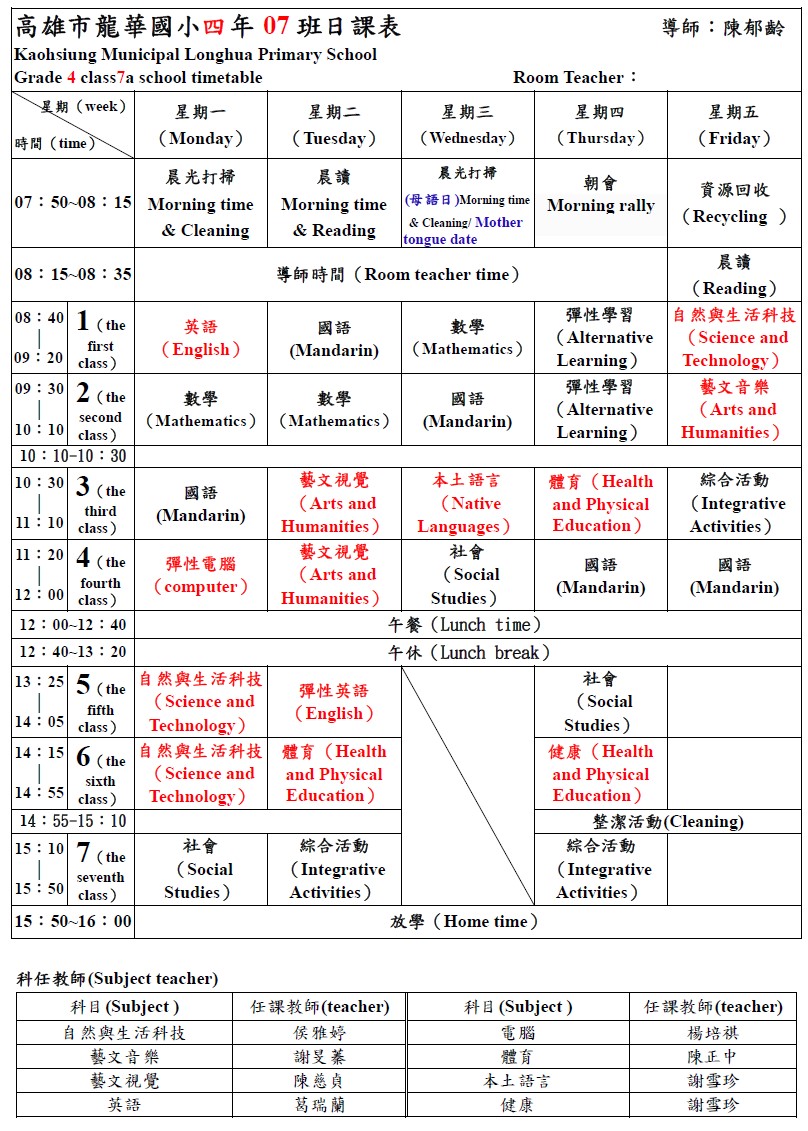 高雄市龍華國小四年 07 班日課表 導師：陳郁齡
Kaohsiung Municipal Longhua Primary School
Grade 4 class7a school timetable Room Teacher：
星期（week）
時間（time）
星期一
（Monday）
星期二
（Tuesday）
星期三
（Wednesday）
星期四
（Thursday）
星期五
（Friday）
07：50~08：15
晨光打掃
Morning time
& Cleaning
晨讀
Morning time
& Reading
晨光打掃
(母語日)Morning time
& Cleaning/ Mother
tongue date
朝會
Morning rally
資源回收
（Recycling ）
08：15~08：35
導師時間（Room teacher time）
晨讀
（Reading）
08：40
|
09：20
1（the
first
class）
英語
（English）
國語
(Mandarin)
數學
（Mathematics）
彈性學習
（Alternative
Learning）
自然與生活科技
（Science and
Technology）
09：30
|
10：10
2（the
second
class）
數學
（Mathematics）
數學
（Mathematics）
國語
(Mandarin)
彈性學習
（Alternative
Learning）
藝文音樂
（Arts and
Humanities）
10：10-10：30
10：30
|
11：10
3（the
third
class）
國語
(Mandarin)
藝文視覺
（Arts and
Humanities）
本土語言
（Native
Languages）
體育（Health
and Physical
Education）
綜合活動
（Integrative
Activities）
11：20
|
12：00
4（the
fourth
class）
彈性電腦
（computer）
藝文視覺
（Arts and
Humanities）
社會
（Social
Studies）
國語
(Mandarin)
國語
(Mandarin)
12：00~12：40
午餐（Lunch time）
12：40~13：20
午休（Lunch break）
13：25
|
14：05
5（the
fifth
class）
自然與生活科技
（Science and
Technology）
彈性英語
（English）
社會
（Social
Studies）
14：15
|
14：55
6（the
sixth
class）
自然與生活科技
（Science and
Technology）
體育（Health
and Physical
Education）
健康（Health
and Physical
Education）
14：55-15：10
整潔活動(Cleaning)
15：10
|
15：50
7（the
seventh
class）
社會
（Social
Studies）
綜合活動
（Integrative
Activities）
綜合活動
（Integrative
Activities）
15：50~16：00
放學（Home time）
科任教師(Subject teacher)
科目(Subject ) 任課教師(teacher) 科目(Subject ) 任課教師(teacher)
自然與生活科技 侯雅婷 電腦 楊培祺
藝文音樂 謝旻蓁 體育 陳正中
藝文視覺 陳慈貞 本土語言 謝雪珍
英語 葛瑞蘭 健康 謝雪珍